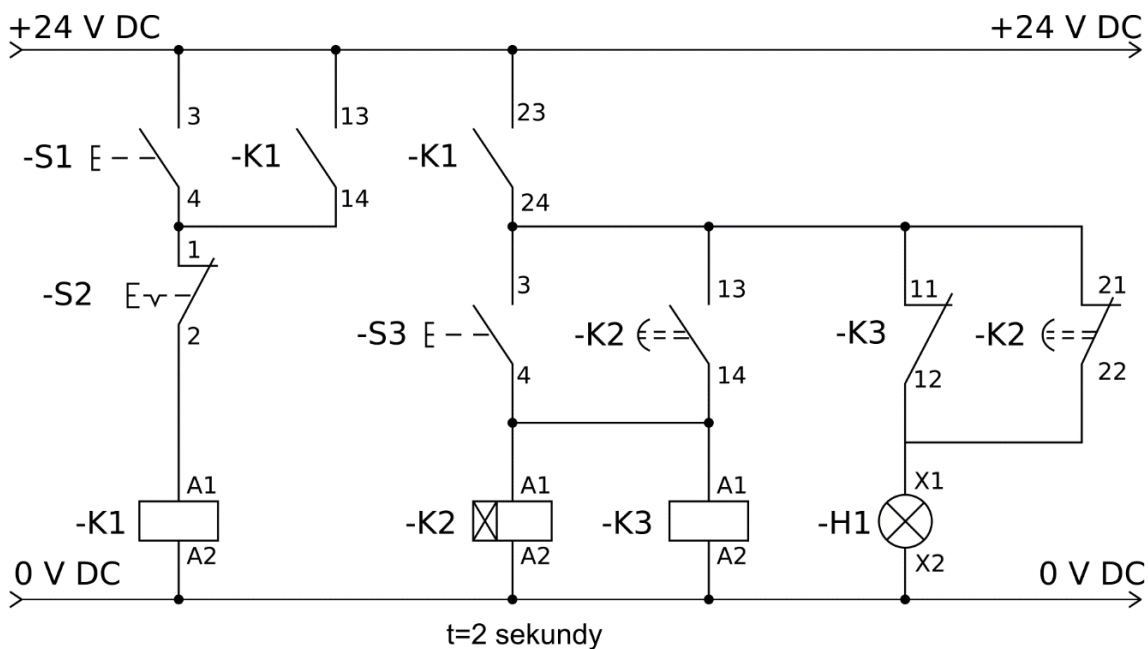 +24 V DC
+24 V DC
3
13
23
-S1
-K1
-K1
4
14
24
1
-S2
2
3
13
11
21
-S3
-K2
-K3
-K2
4
14
12
22
A1
A1
A1
X1
-K1
-K2
-K3
-H1
A2
A2
A2
X2
0 V DC
0 V DC
t=2 sekundy